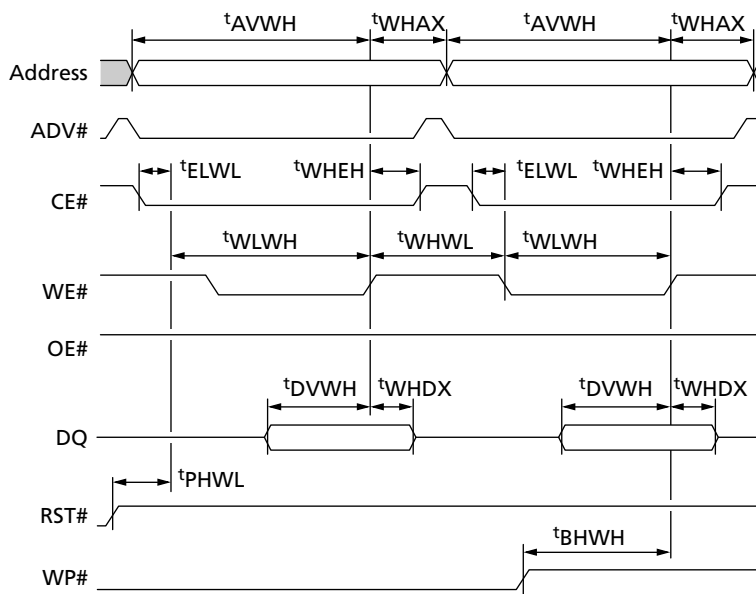 tAVWH tWHAX tAVWH tWHAX
Address
ADV#
tELWL tWHEH tELWL tWHEH
CE#
tWLWH tWHWL tWLWH
WE#
OE#
tDVWH tWHDX tDVWH tWHDX
DQ
tPHWL
RST#
tBHWH
WP#